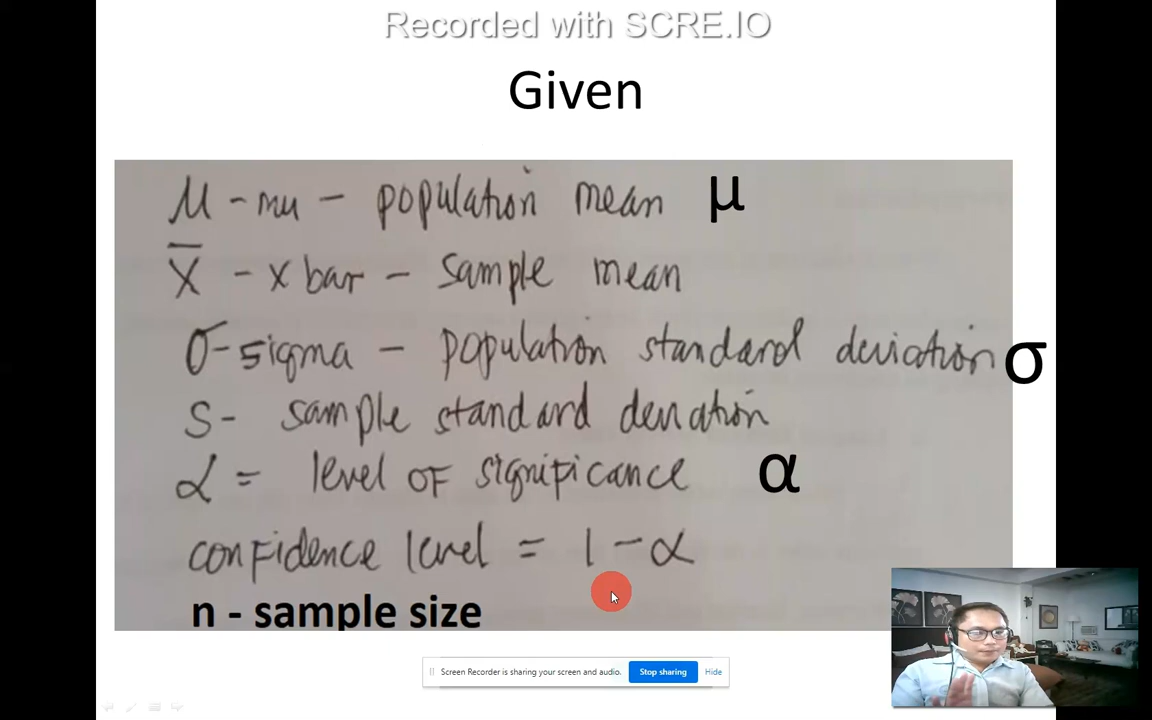 Recorded with SCRE.IO
Given
μ - mu - population mean μ
X̅ - x bar - sample mean
σ - sigma - population standard deviation σ
s - sample standard deviation
α = level of significance α
confidence level = 1 - α
n - sample size
Screen Recorder is sharing your screen and audio. Stop sharing Hide